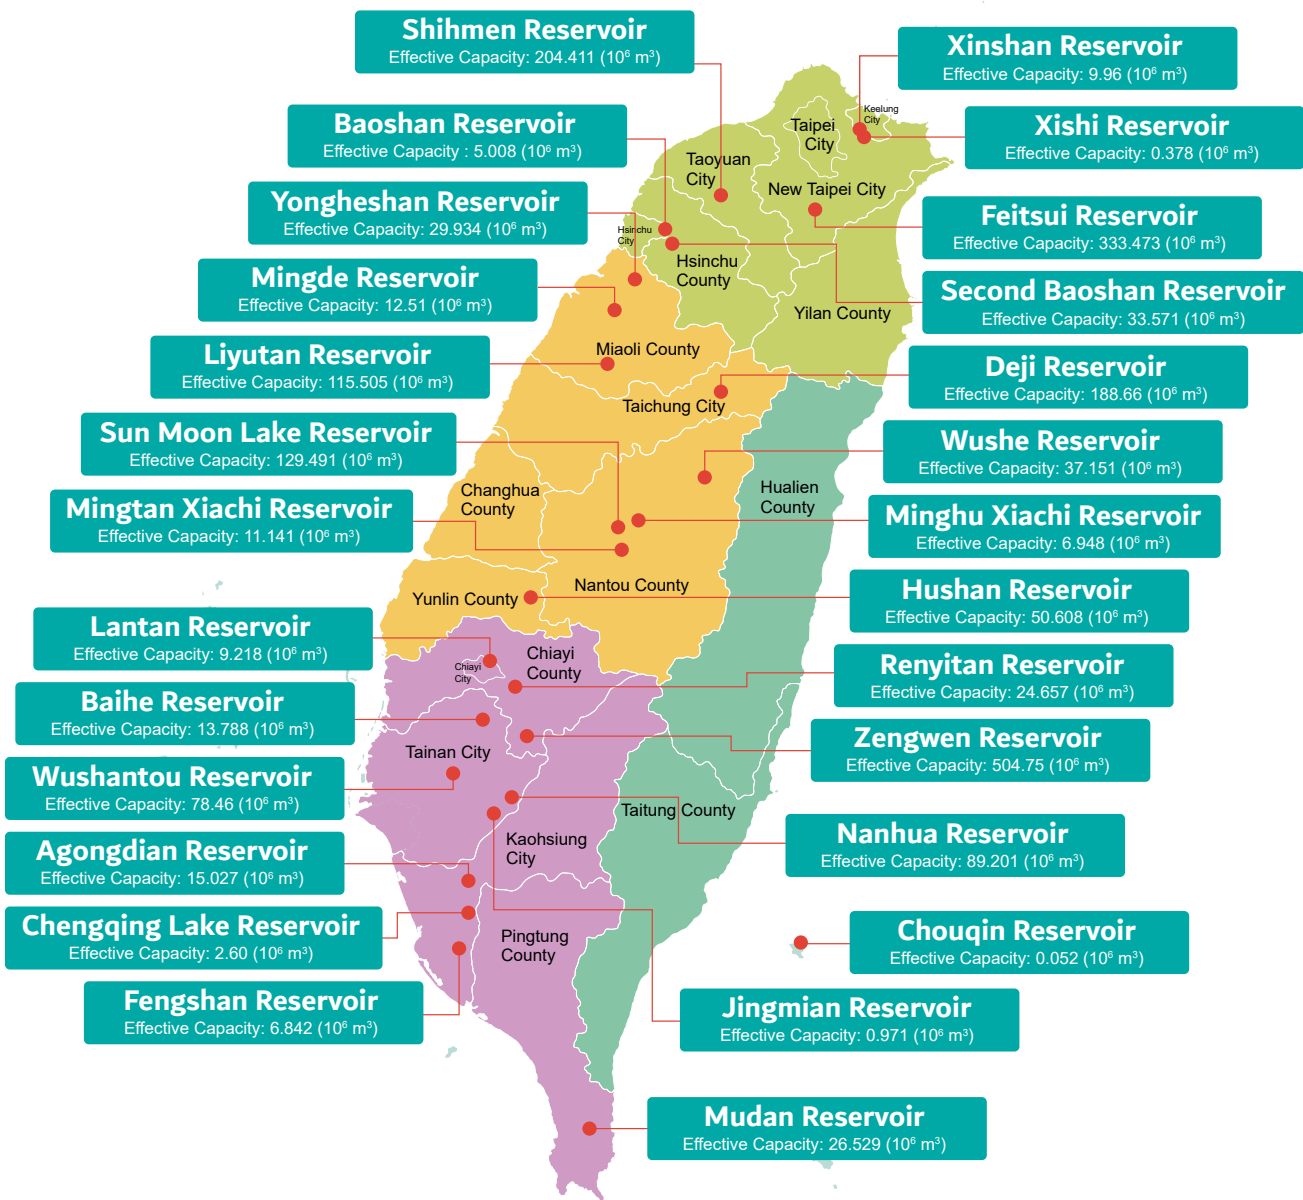 Shihmen Reservoir
Effective Capacity: 204.411 (10⁶ m³)
Xinshan Reservoir
Effective Capacity: 9.96 (10⁶ m³)
Baoshan Reservoir
Effective Capacity : 5.008 (10⁶ m³)
Xishi Reservoir
Effective Capacity: 0.378 (10⁶ m³)
Yongheshan Reservoir
Effective Capacity: 29.934 (10⁶ m³)
Feitsui Reservoir
Effective Capacity: 333.473 (10⁶ m³)
Mingde Reservoir
Effective Capacity: 12.51 (10⁶ m³)
Second Baoshan Reservoir
Effective Capacity: 33.571 (10⁶ m³)
Liyutan Reservoir
Effective Capacity: 115.505 (10⁶ m³)
Deji Reservoir
Effective Capacity: 188.66 (10⁶ m³)
Sun Moon Lake Reservoir
Effective Capacity: 129.491 (10⁶ m³)
Wushe Reservoir
Effective Capacity: 37.151 (10⁶ m³)
Mingtan Xiachi Reservoir
Effective Capacity: 11.141 (10⁶ m³)
Minghu Xiachi Reservoir
Effective Capacity: 6.948 (10⁶ m³)
Hushan Reservoir
Effective Capacity: 50.608 (10⁶ m³)
Lantan Reservoir
Effective Capacity: 9.218 (10⁶ m³)
Renyitan Reservoir
Effective Capacity: 24.657 (10⁶ m³)
Baihe Reservoir
Effective Capacity: 13.788 (10⁶ m³)
Zengwen Reservoir
Effective Capacity: 504.75 (10⁶ m³)
Wushantou Reservoir
Effective Capacity: 78.46 (10⁶ m³)
Nanhua Reservoir
Effective Capacity: 89.201 (10⁶ m³)
Agongdian Reservoir
Effective Capacity: 15.027 (10⁶ m³)
Chengqing Lake Reservoir
Effective Capacity: 2.60 (10⁶ m³)
Chouqin Reservoir
Effective Capacity: 0.052 (10⁶ m³)
Fengshan Reservoir
Effective Capacity: 6.842 (10⁶ m³)
Jingmian Reservoir
Effective Capacity: 0.971 (10⁶ m³)
Mudan Reservoir
Effective Capacity: 26.529 (10⁶ m³)
Keelung
City
Taipei
City
Taoyuan
City
New Taipei City
Hsinchu
City
Hsinchu
County
Yilan County
Miaoli County
Taichung City
Changhua
County
Hualien
County
Nantou County
Yunlin County
Chiayi
County
Chiayi
City
Tainan City
Taitung County
Kaohsiung
City
Pingtung
County